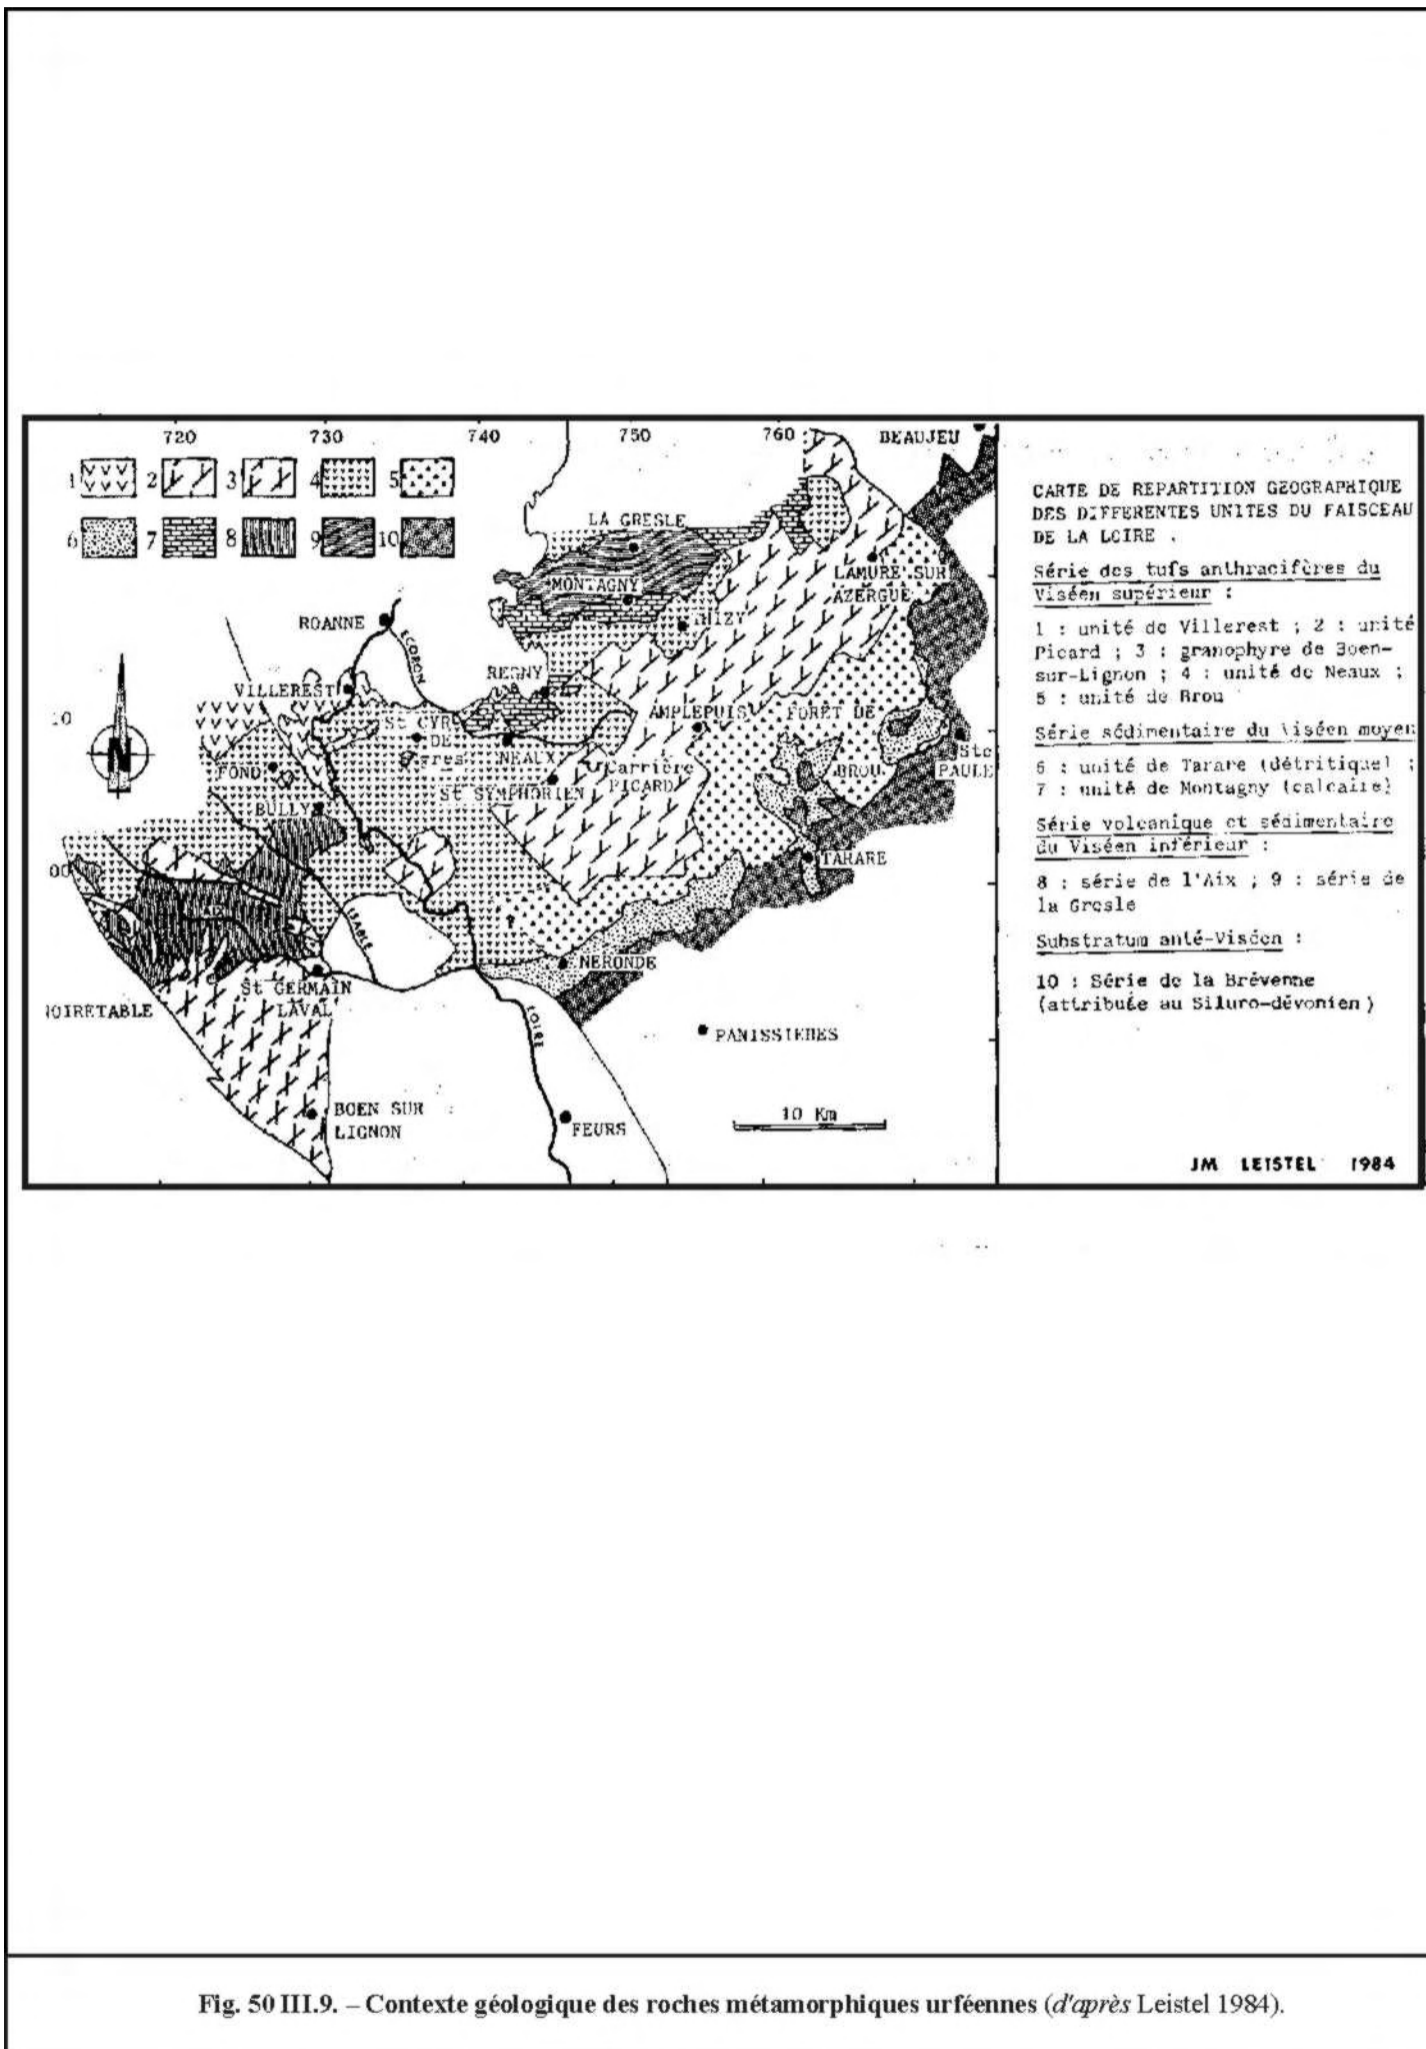 720 730 740 750 760
BEAUJEU
1 2 3 4 5
6 7 8 9 10
LA GRESLE
MONTAGNY
LAMURE SUR
AZERGUE
THIZY
ROANNE
ECORON
REGNY
VILLEREST
St CYR
DE
NEAUX
AMPLEPUIS
FORÊT DE
BROU
Ste
PAULE
FOND
BULLY
St SYMPHORIEN
Carrière
PICARD
TARARE
00
AIX
ISABLE
?
NERONDE
St GERMAIN
LAVAL
LOIRE
PANISSIERES
BOEN SUR
LIGNON
FEURS
10 Km
N
CARTE DE REPARTITION GEOGRAPHIQUE
DES DIFFERENTES UNITES DU FAISCEAU
DE LA LOIRE .
Série des tufs anthracifères du
Viséen supérieur :
1 : unité de Villerest ; 2 : unité
Picard ; 3 : granophyre de Boen-
sur-Lignon ; 4 : unité de Neaux ;
5 : unité de Brou
Série sédimentaire du Viséen moyen
6 : unité de Tarare (détritique) ;
7 : unité de Montagny (calcaire)
Série volcanique et sédimentaire
du Viséen inférieur :
8 : série de l'Aix ; 9 : série de
la Gresle
Substratum anté-Viséen :
10 : Série de la Brévenne
(attribuée au Siluro-dévonien)
JM LEISTEL 1984
Fig. 50 III.9. – Contexte géologique des roches métamorphiques urféennes (d'après Leistel 1984).